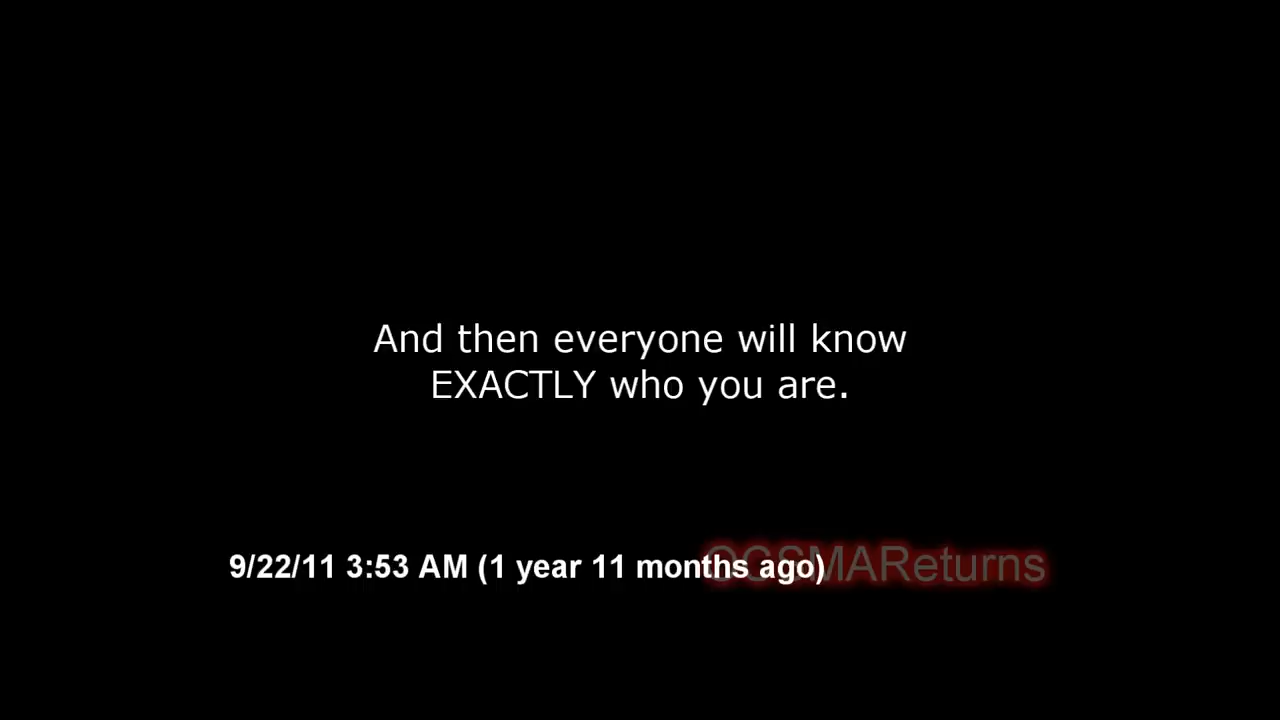 And then everyone will know
EXACTLY who you are.
9/22/11 3:53 AM (1 year 11 months ago)